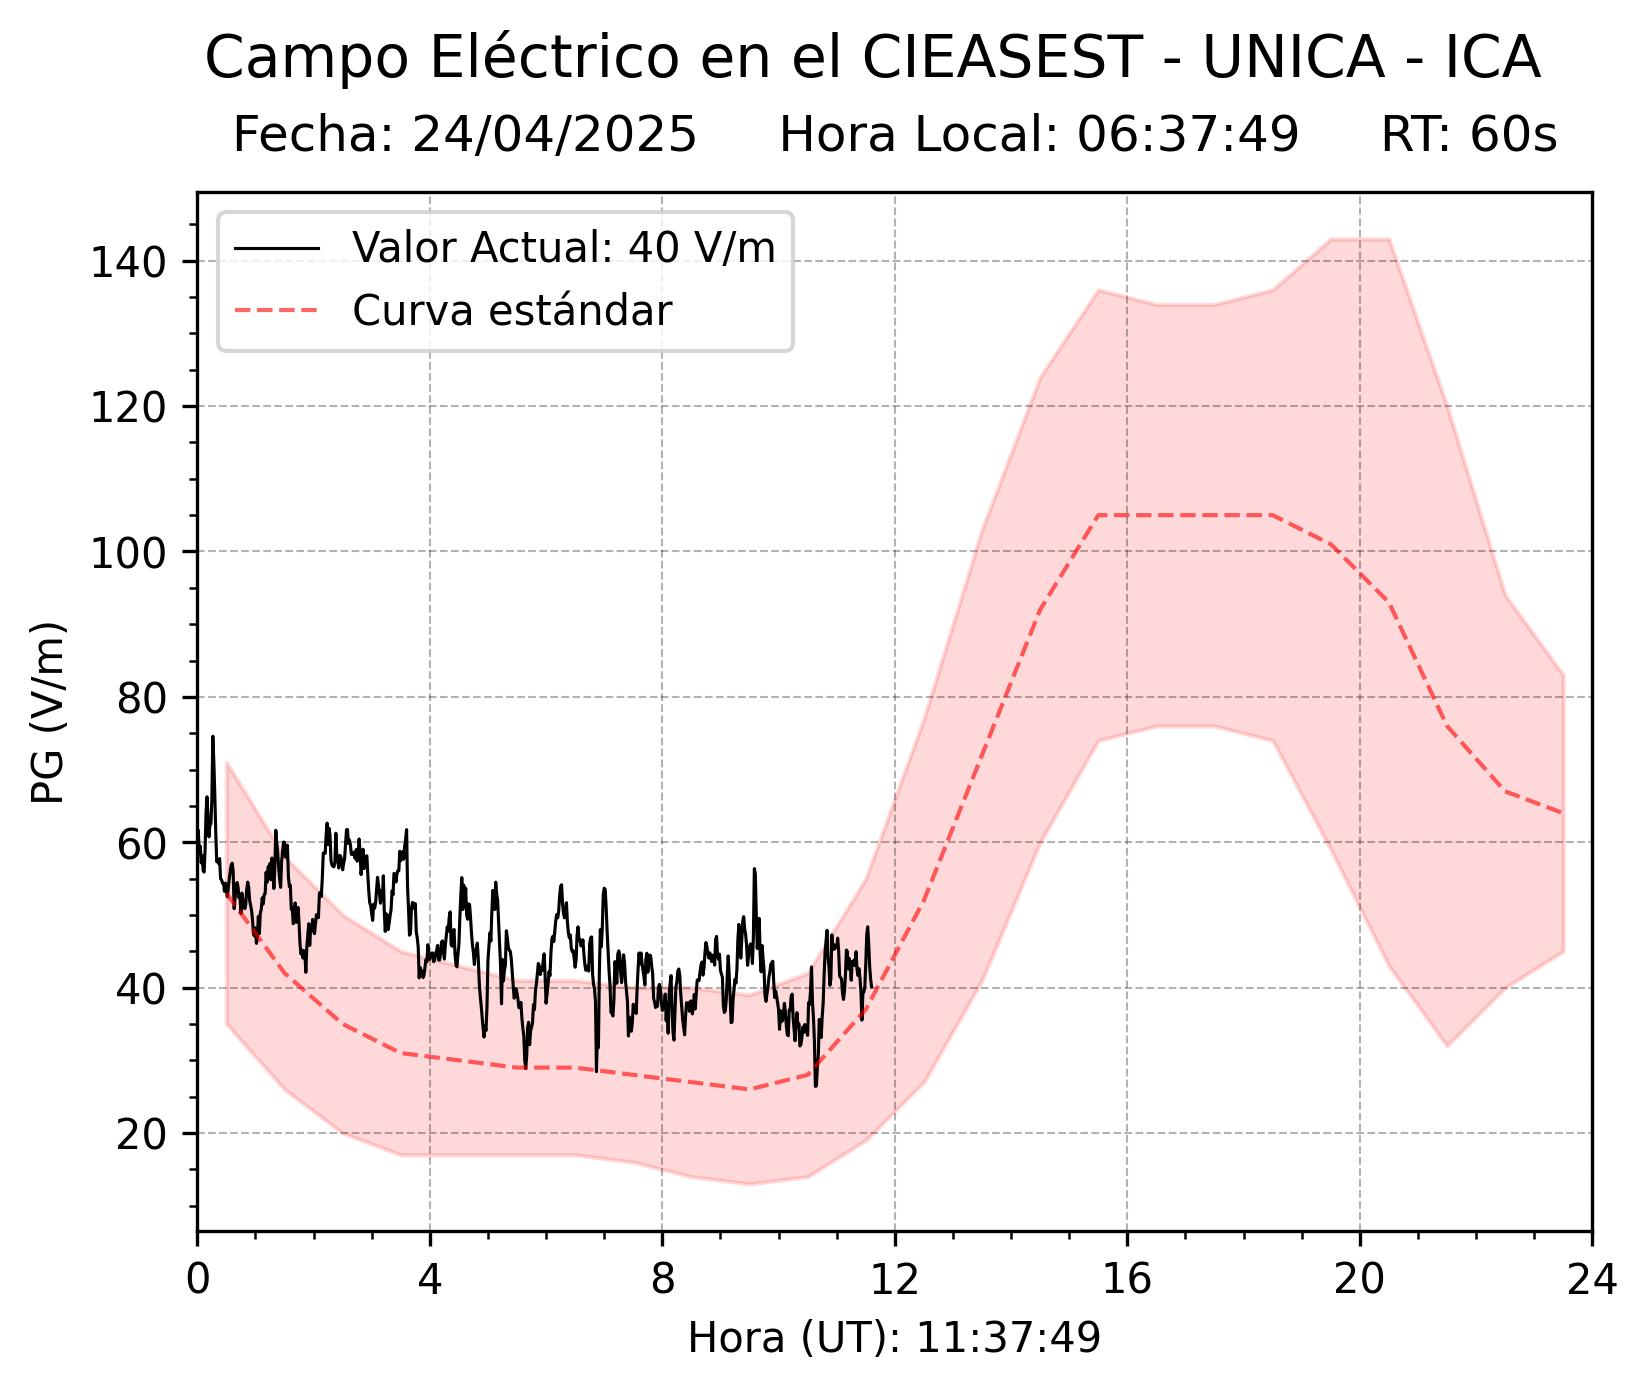 Campo Eléctrico en el CIEASEST - UNICA - ICA
Fecha: 24/04/2025 Hora Local: 06:37:49 RT: 60s
Valor Actual: 40 V/m
Curva estándar
PG (V/m)
140
120
100
80
60
40
20
0 4 8 12 16 20 24
Hora (UT): 11:37:49